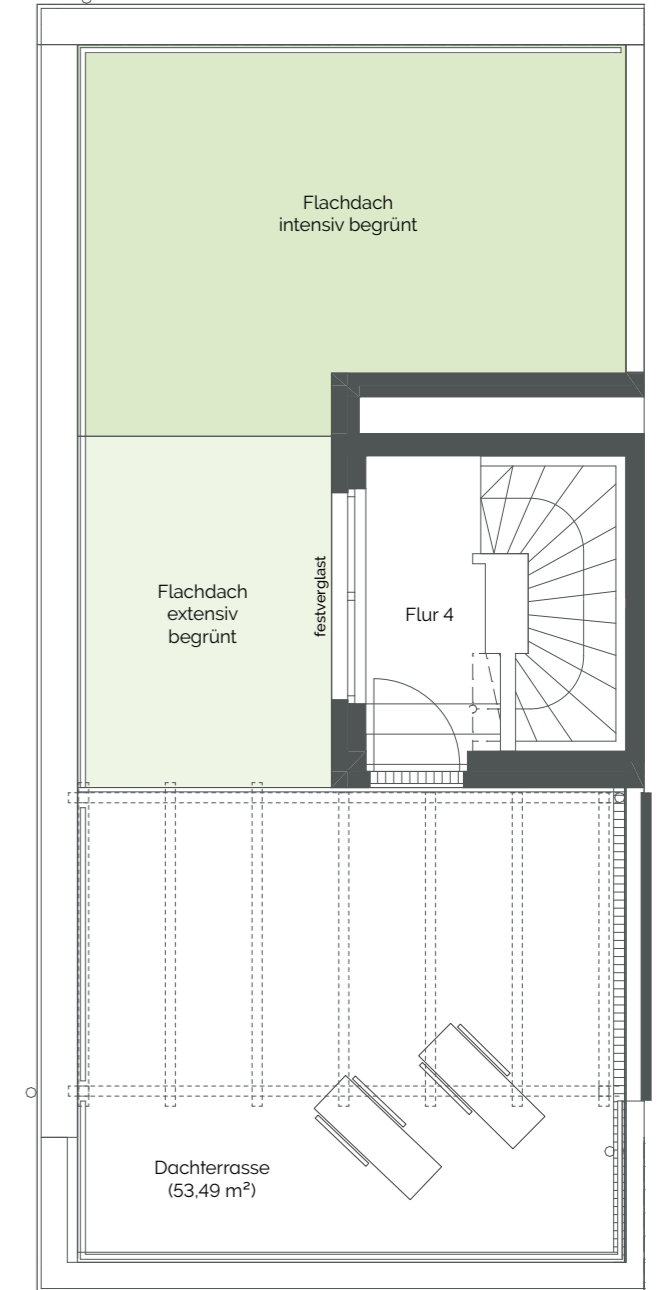 Flachdach
intensiv begrünt
Flachdach
extensiv
begrünt
festverglast
Flur 4
Dachterrasse
(53,49 m²)